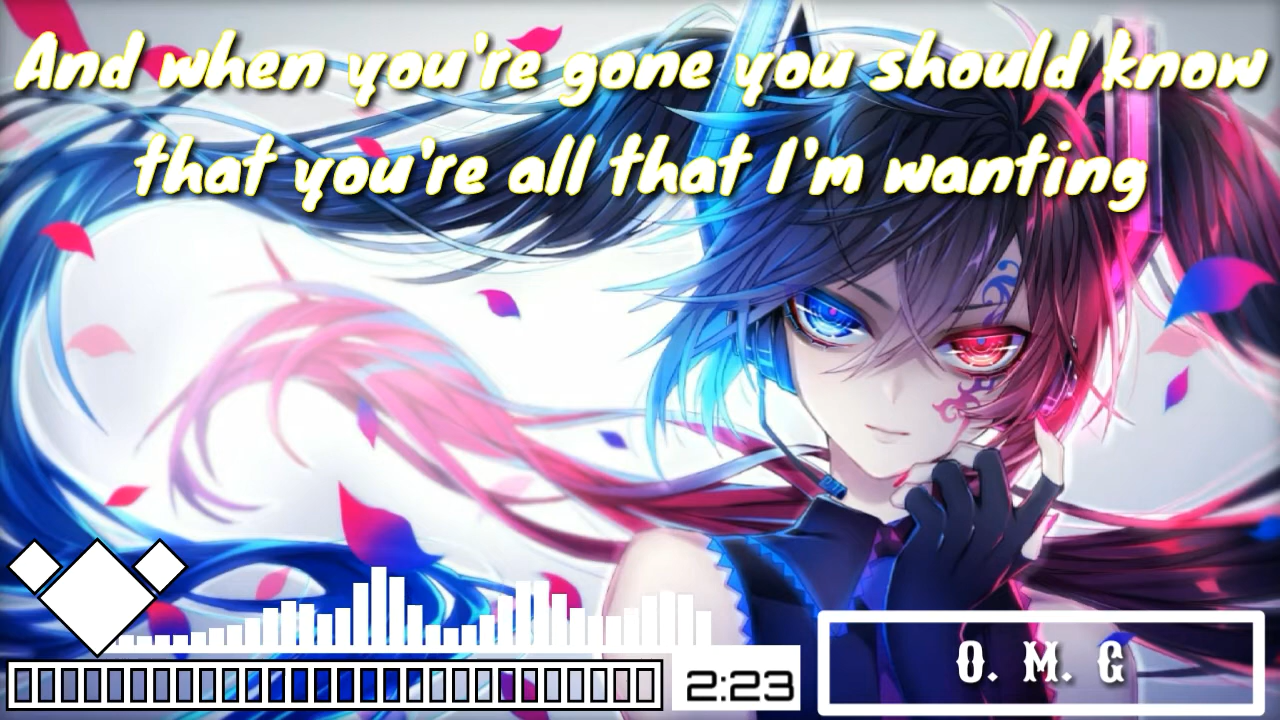 And when you're gone you should know
that you're all that I'm wanting
2:23
O. M. G